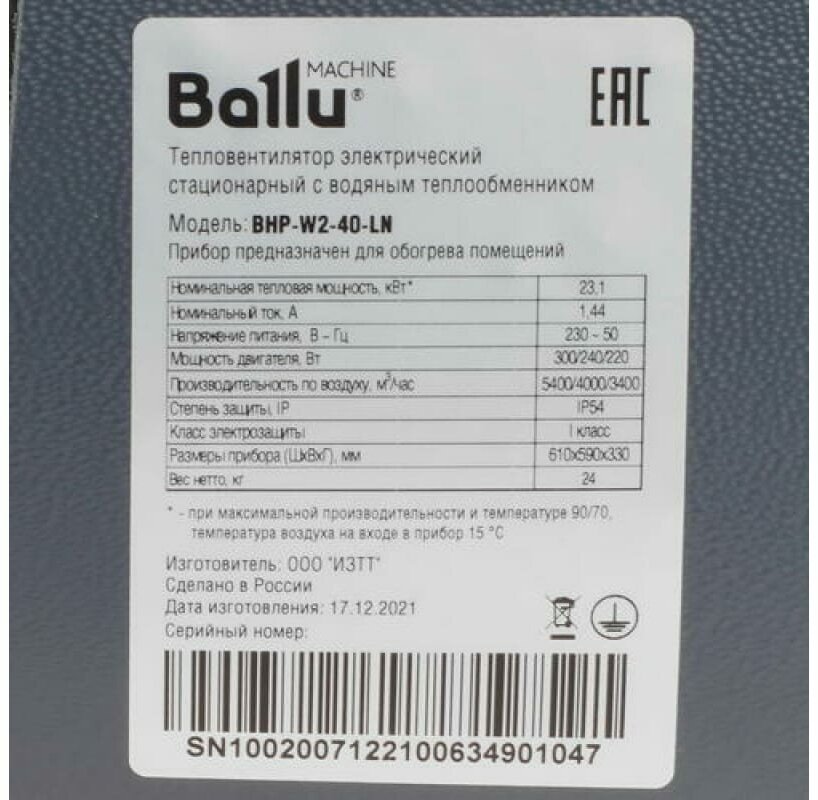 Ballu MACHINE ®
EAC
Тепловентилятор электрический
стационарный с водяным теплообменником
Модель: BHP-W2-40-LN
Прибор предназначен для обогрева помещений
Номинальная тепловая мощность, кВт* 23,1
Номинальный ток, А 1,44
Напряжение питания, В – Гц 230 ~ 50
Мощность двигателя, Вт 300/240/220
Производительность по воздуху, м³/час 5400/4000/3400
Степень защиты, IP IP54
Класс электрозащиты I класс
Размеры прибора (ШхВхГ), мм 610x590x330
Вес нетто, кг 24
* - при максимальной производительности и температуре 90/70,
температура воздуха на входе в прибор 15 °С
Изготовитель: ООО "ИЗТТ"
Сделано в России
Дата изготовления: 17.12.2021
Серийный номер:
SN1002007122100634901047